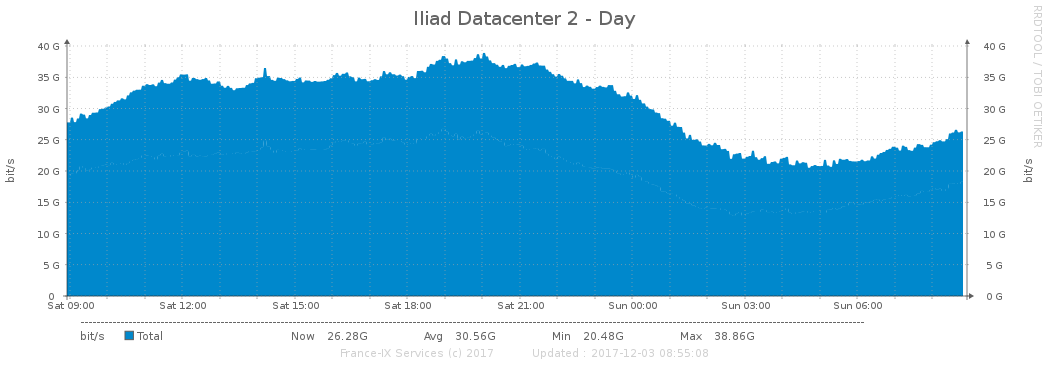 Iliad Datacenter 2 - Day
RRDTOOL / TOBI OETIKER
40 G 40 G
35 G 35 G
30 G 30 G
25 G 25 G
20 G 20 G
15 G 15 G
10 G 10 G
5 G 5 G
0 0 G
bit/s bit/s
Sat 09:00 Sat 12:00 Sat 15:00 Sat 18:00 Sat 21:00 Sun 00:00 Sun 03:00 Sun 06:00
bit/s Total Now 26.28G Avg 30.56G Min 20.48G Max 38.86G
France-IX Services (c) 2017 Updated : 2017-12-03 08:55:08